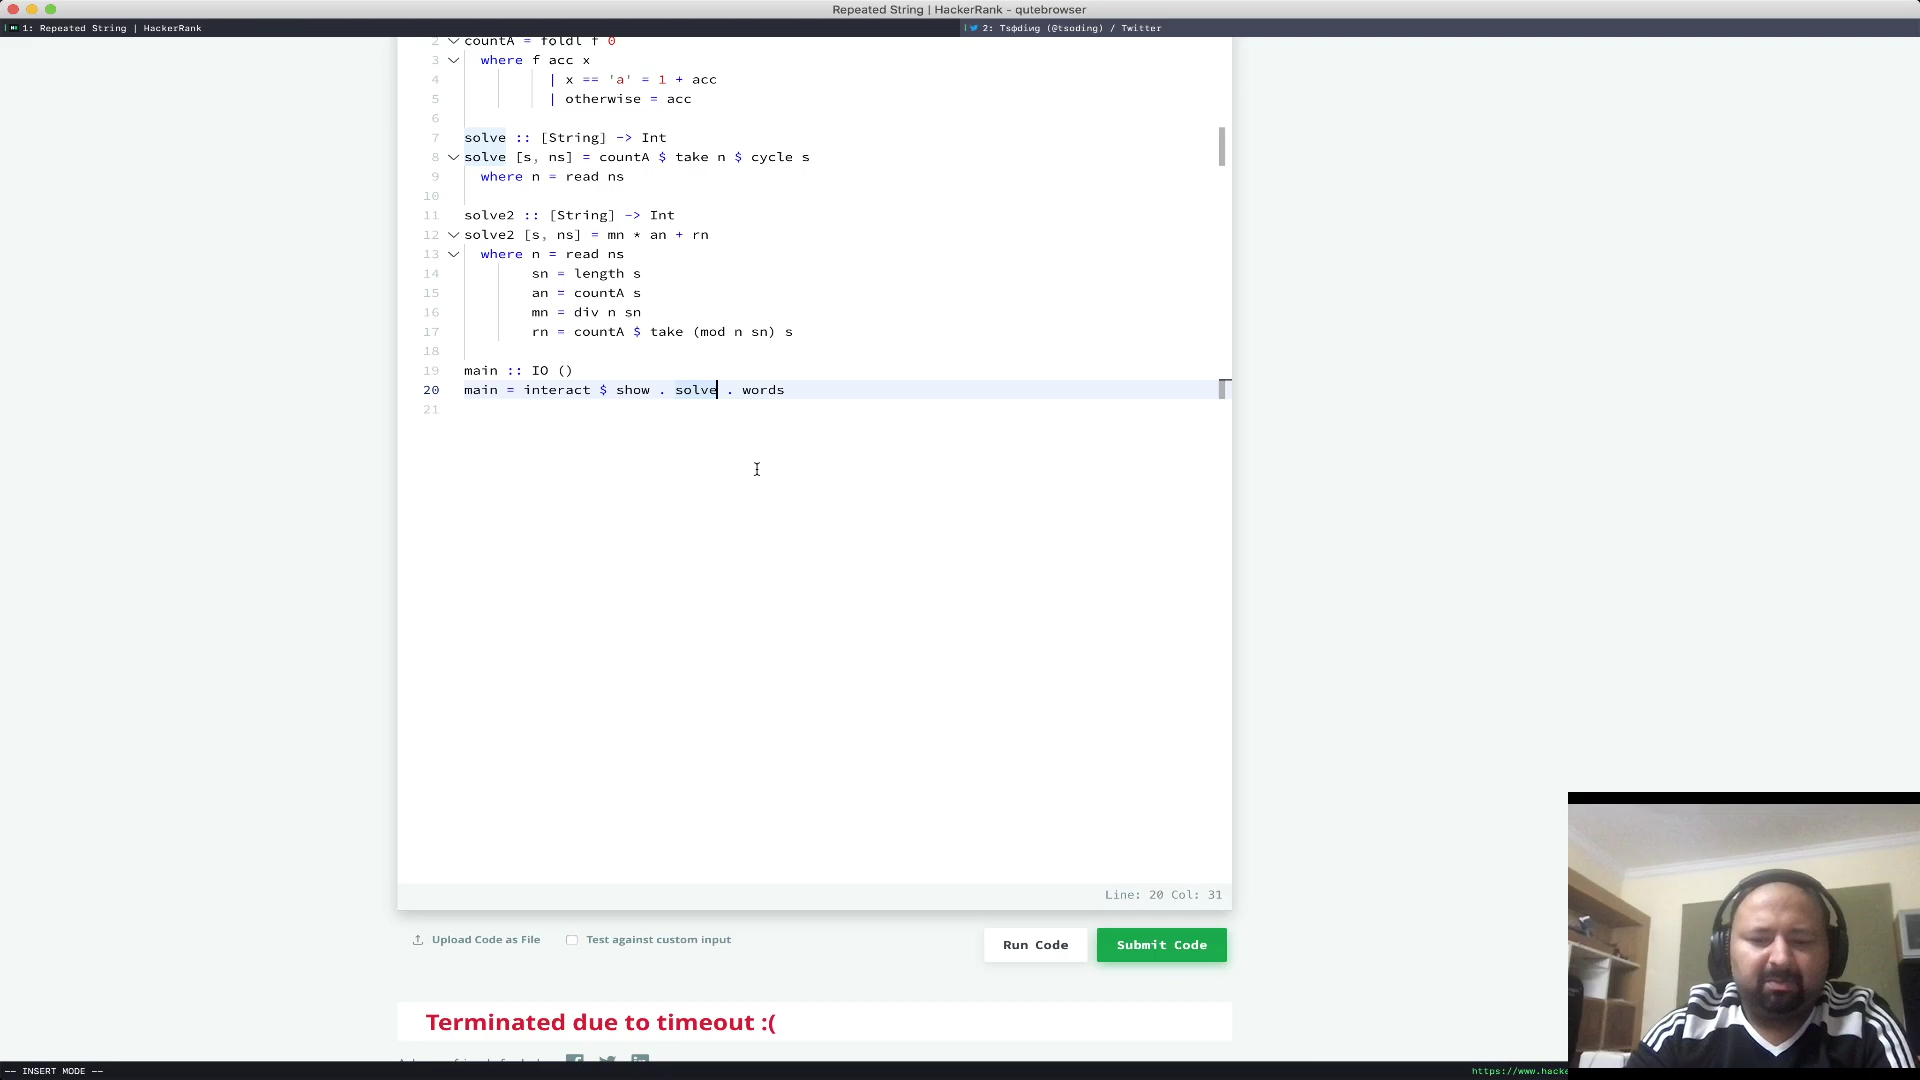 Repeated String | HackerRank - qutebrowser
1: Repeated String | HackerRank
2: Tsфdiиg (@tsoding) / Twitter
2 countA = foldl f 0
3 where f acc x
4 | x == 'a' = 1 + acc
5 | otherwise = acc
6
7 solve :: [String] -> Int
8 solve [s, ns] = countA $ take n $ cycle s
9 where n = read ns
10
11 solve2 :: [String] -> Int
12 solve2 [s, ns] = mn * an + rn
13 where n = read ns
14 sn = length s
15 an = countA s
16 mn = div n sn
17 rn = countA $ take (mod n sn) s
18
19 main :: IO ()
20 main = interact $ show . solve . words
21
Line: 20 Col: 31
Upload Code as File
Test against custom input
Run Code
Submit Code
Terminated due to timeout :(
-- INSERT MODE --
https://www.hacke